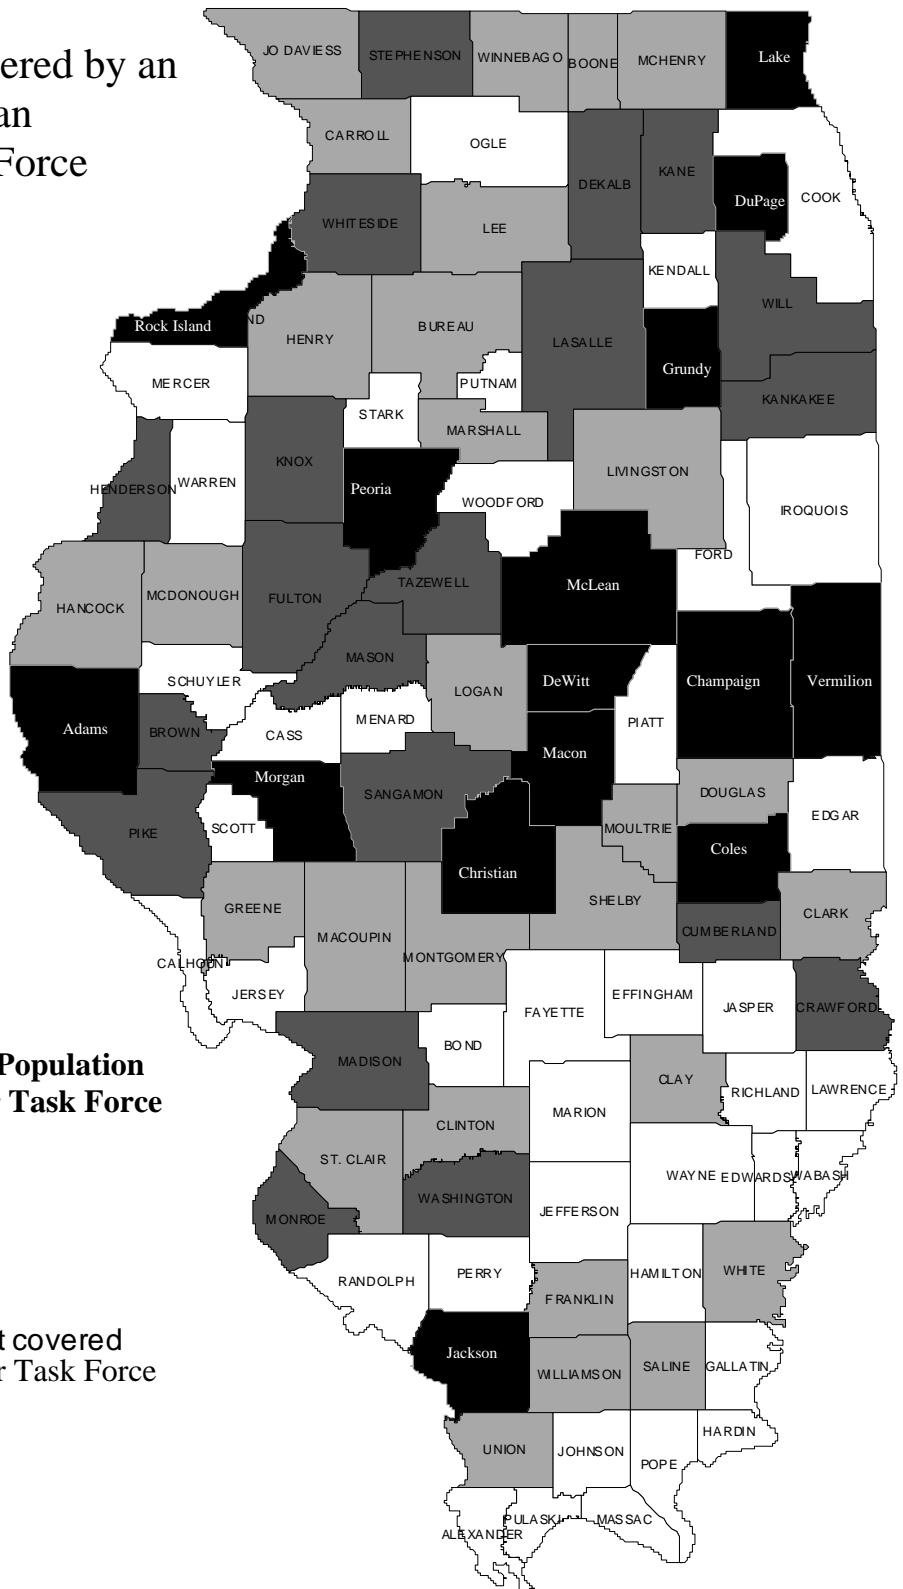 ered by an
an
Force
JO DAVIESS
STEPHENSON
WINNEBAGO
BOONE
MCHENRY
Lake
CARROLL
OGLE
DEKALB
KANE
DuPage
COOK
WHITESIDE
LEE
KENDALL
WILL
Rock Island
ND
HENRY
BUREAU
LASALLE
Grundy
MERCER
PUTNAM
KANKAKEE
STARK
MARSHALL
KNOX
LIVINGSTON
HENDERSON
WARREN
Peoria
WOODFORD
IROQUOIS
FORD
HANCOCK
MCDONOUGH
FULTON
TAZEWELL
McLean
MASON
SCHUYLER
LOGAN
DeWitt
Champaign
Vermilion
Adams
BROWN
CASS
MENARD
PIATT
Macon
Morgan
SANGAMON
DOUGLAS
PIKE
SCOTT
MOULTRIE
EDGAR
Coles
Christian
GREENE
SHELBY
CLARK
MACOUPIN
CUMBERLAND
MONTGOMERY
CALHOUN
JERSEY
EFFINGHAM
JASPER
CRAWFORD
FAYETTE
BOND
Population
MADISON
CLAY
RICHLAND
LAWRENCE
r Task Force
CLINTON
MARION
ST. CLAIR
WAYNE
EDWARDS
WABASH
WASHINGTON
MONROE
JEFFERSON
RANDOLPH
PERRY
HAMILTON
WHITE
FRANKLIN
t covered
r Task Force
Jackson
WILLIAMSON
SALINE
GALLATIN
UNION
JOHNSON
HARDIN
POPE
ALEXANDER
PULASKI
MASSAC